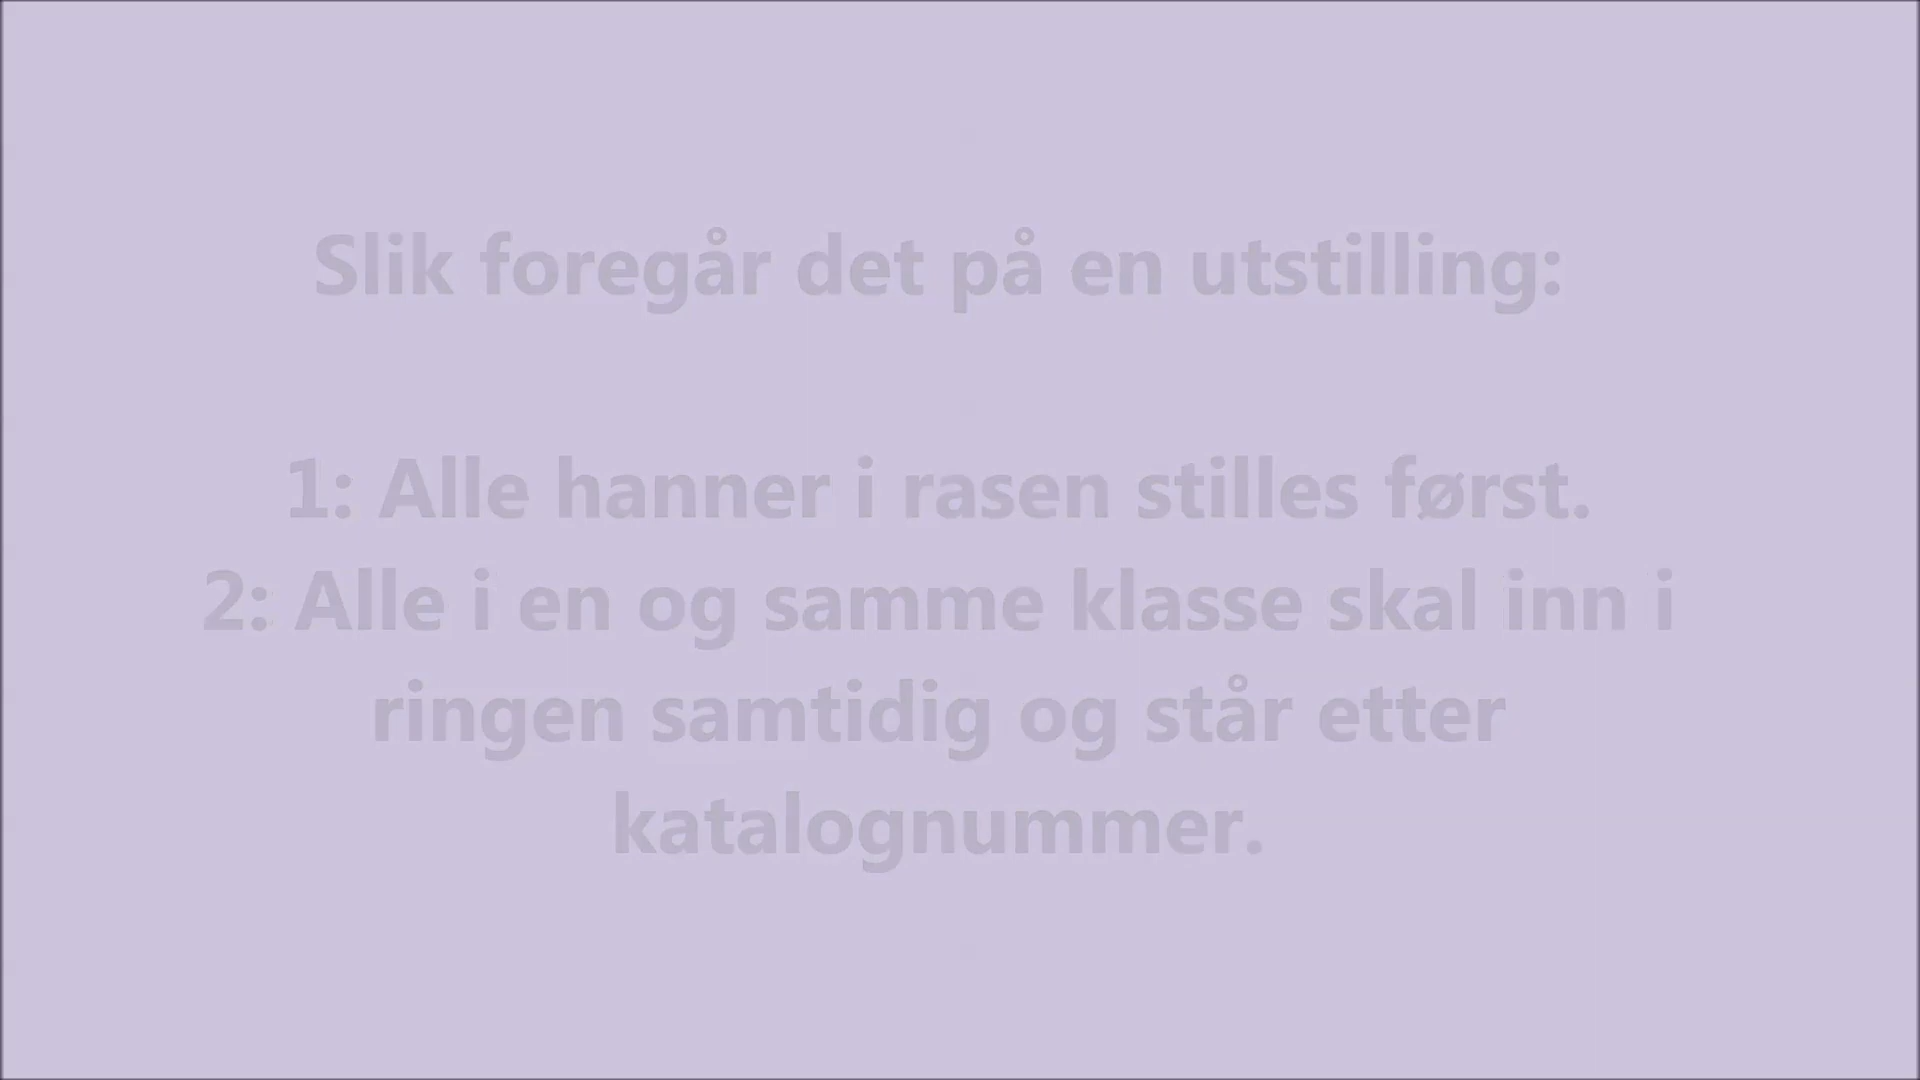 Slik foregår det på en utstilling:
1: Alle hanner i rasen stilles først.
2: Alle i en og samme klasse skal inn i
ringen samtidig og står etter
katalognummer.